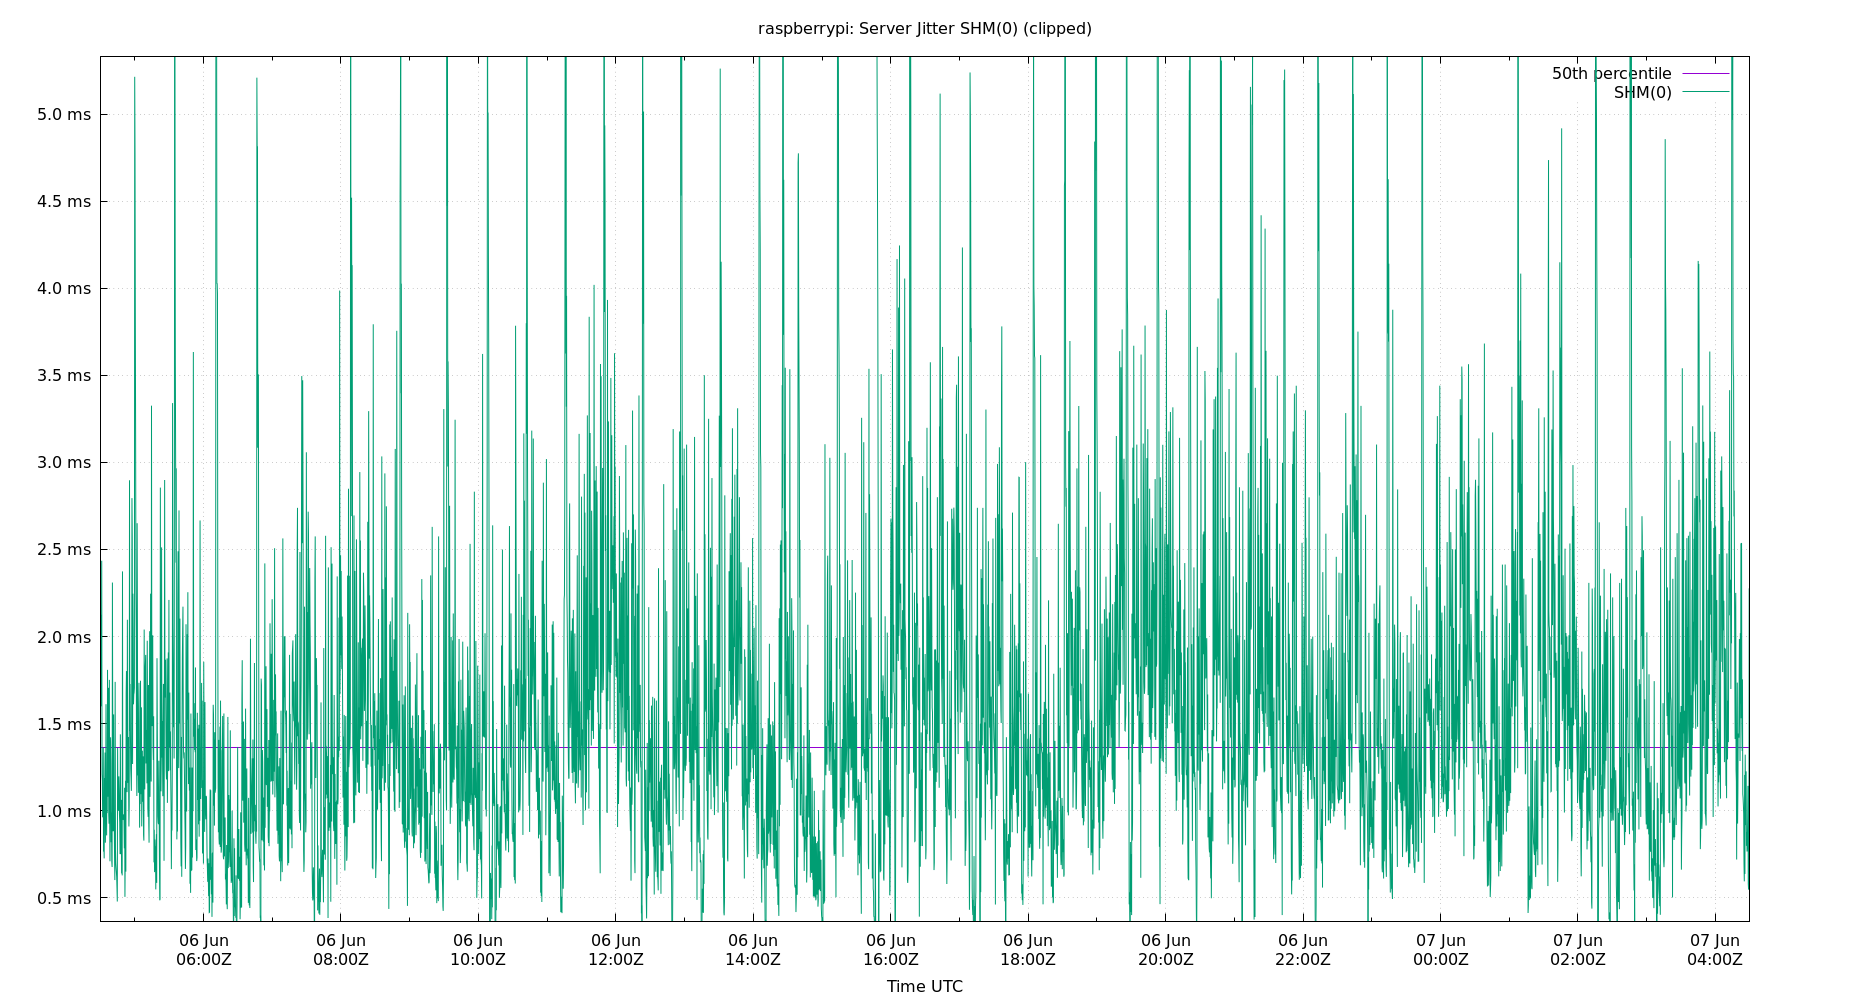 raspberrypi: Server Jitter SHM(0) (clipped)
50th percentile
SHM(0)
5.0 ms
4.5 ms
4.0 ms
3.5 ms
3.0 ms
2.5 ms
2.0 ms
1.5 ms
1.0 ms
0.5 ms
06 Jun 06 Jun 06 Jun 06 Jun 06 Jun 06 Jun 06 Jun 06 Jun 06 Jun 07 Jun 07 Jun 07 Jun
06:00Z 08:00Z 10:00Z 12:00Z 14:00Z 16:00Z 18:00Z 20:00Z 22:00Z 00:00Z 02:00Z 04:00Z
Time UTC